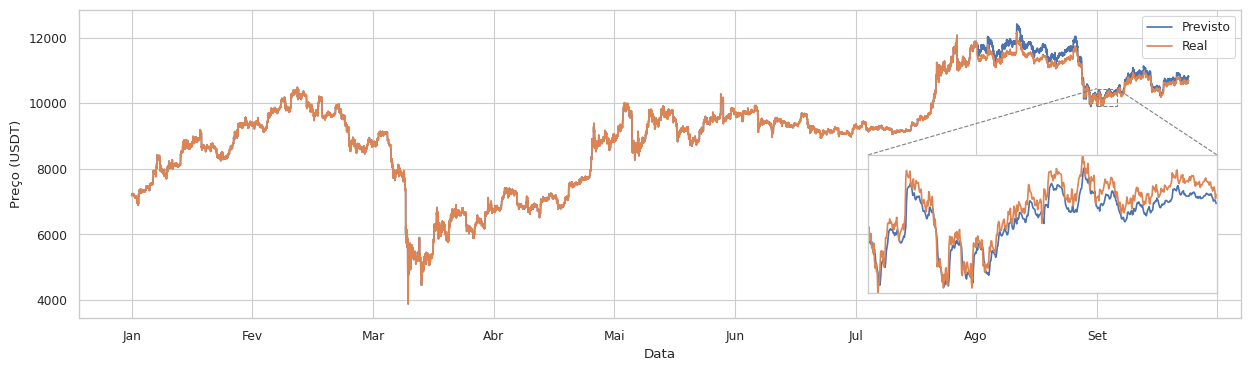 Previsto
Real
Preço (USDT)
12000
10000
8000
6000
4000
Jan
Fev
Mar
Abr
Mai
Jun
Jul
Ago
Set
Data